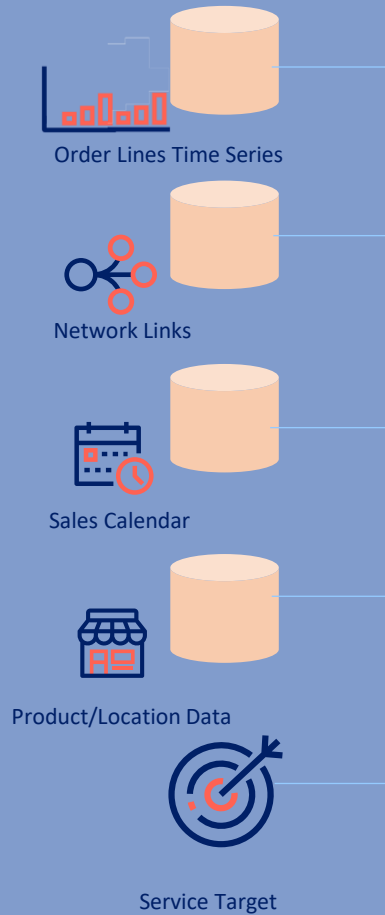 Order Lines Time Series
Network Links
Sales Calendar
Product/Location Data
Service Target